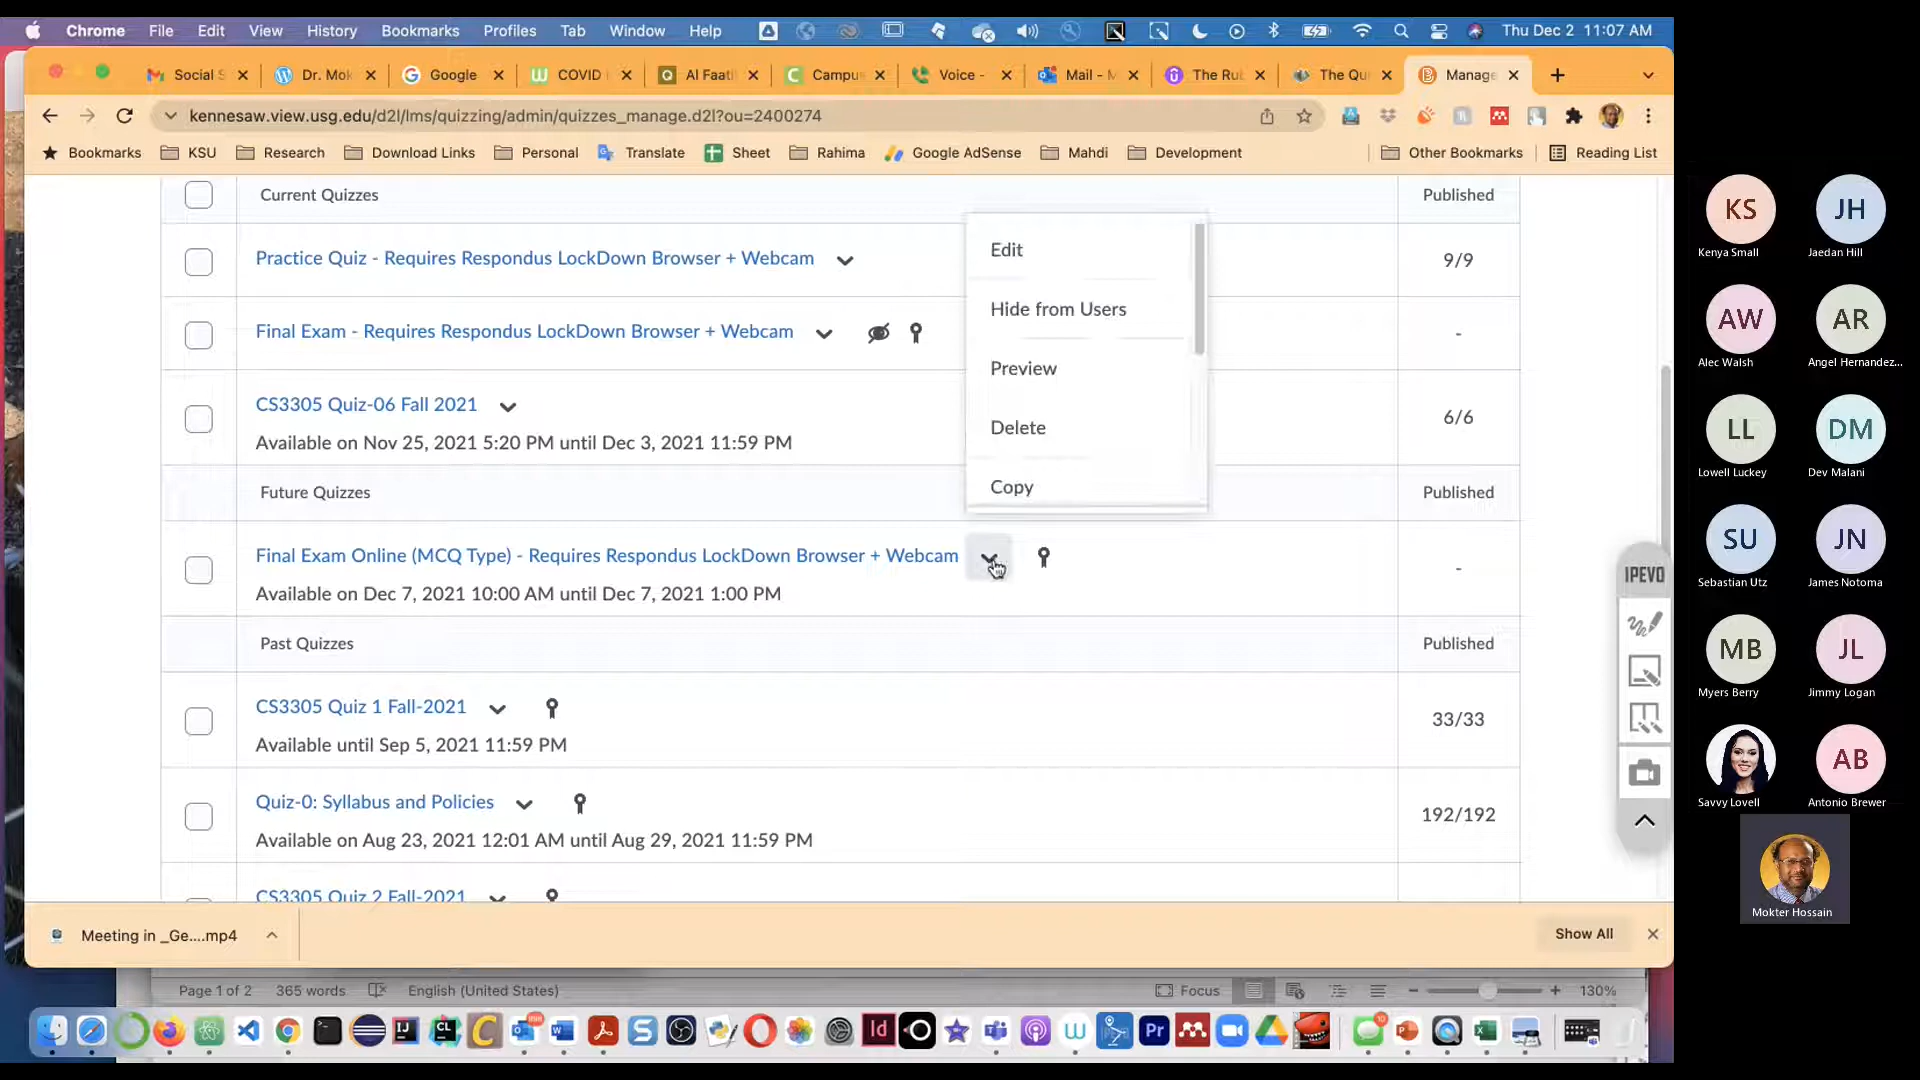 Chrome File Edit View History Bookmarks Profiles Tab Window Help Thu Dec 2 11:07 AM
Social S Dr. Mok Google COVID Al Faat Campu Voice - Mail - M The Ru The Qu Manage
kennesaw.view.usg.edu/d2l/lms/quizzing/admin/quizzes_manage.d2l?ou=2400274
Bookmarks KSU Research Download Links Personal Translate Sheet Rahima Google AdSense Mahdi Development Other Bookmarks Reading List
Current Quizzes Published
Practice Quiz - Requires Respondus LockDown Browser + Webcam 9/9
Final Exam - Requires Respondus LockDown Browser + Webcam -
CS3305 Quiz-06 Fall 2021 6/6
Available on Nov 25, 2021 5:20 PM until Dec 3, 2021 11:59 PM
Edit
Hide from Users
Preview
Delete
Copy
Future Quizzes Published
Final Exam Online (MCQ Type) - Requires Respondus LockDown Browser + Webcam -
Available on Dec 7, 2021 10:00 AM until Dec 7, 2021 1:00 PM
Past Quizzes Published
CS3305 Quiz 1 Fall-2021 33/33
Available until Sep 5, 2021 11:59 PM
Quiz-0: Syllabus and Policies 192/192
Available on Aug 23, 2021 12:01 AM until Aug 29, 2021 11:59 PM
CS3305 Quiz 2 Fall-2021
Meeting in _Ge....mp4 Show All
Page 1 of 2 365 words English (United States) Focus 130%
IPEVO
KS JH
Kenya Small Jaedan Hill
AW AR
Alec Walsh Angel Hernandez...
LL DM
Lowell Luckey Dev Malani
SU JN
Sebastian Utz James Notoma
MB JL
Myers Berry Jimmy Logan
AB
Savvy Lovell Antonio Brewer
Mokter Hossain